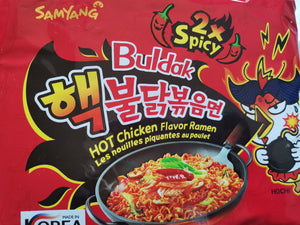 SAMYANG
2x
Spicy
Buldak
핵불닭볶음면
HOT Chicken Flavor Ramen
Les nouilles piquantes au poulet
HOCHI
MADE IN
KOREA